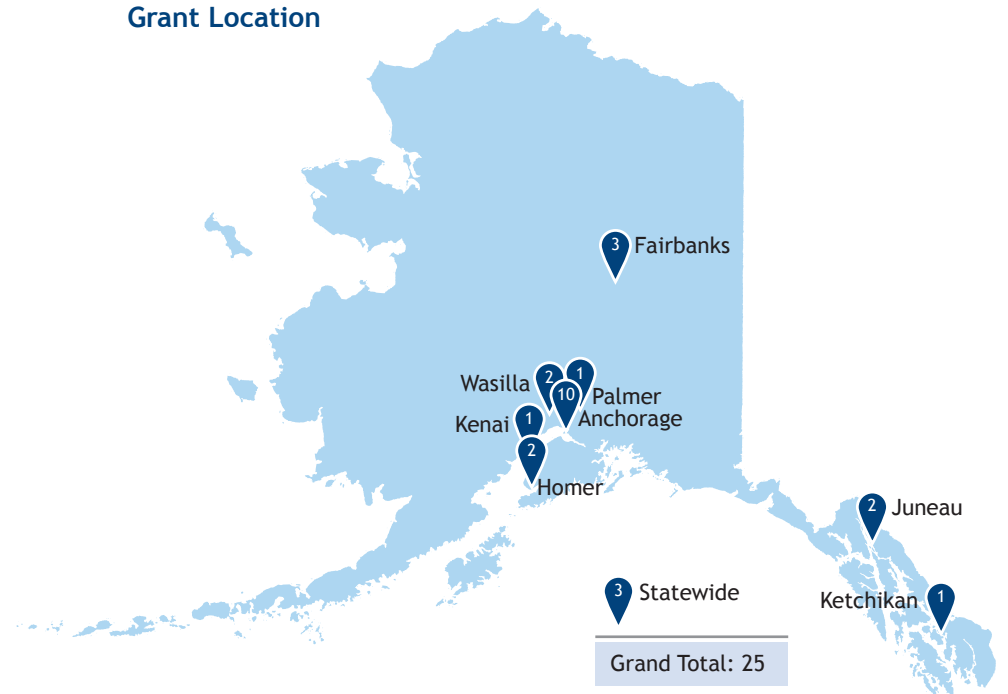 Grant Location
3 Fairbanks
Wasilla 2
1 Palmer
10 Anchorage
Kenai 1
2 Homer
2 Juneau
3 Statewide
Ketchikan 1
Grand Total: 25